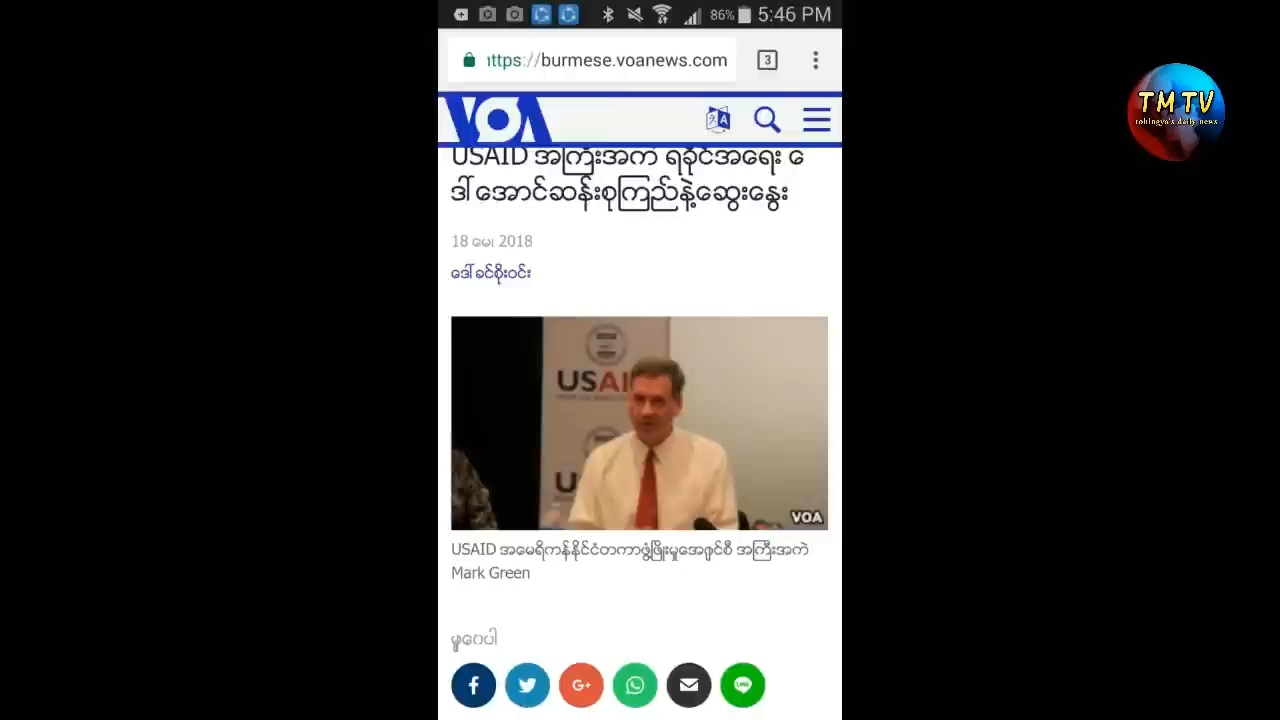 86% 5:46 PM
https://burmese.voanews.com
3
VOA
TM TV
rohingya's daily news
USAID အကြီးအကဲ ရခိုင်အရေး ေ
ဒေါ်အောင်ဆန်းစုကြည်နဲ့ဆွေးနွေး
18 မေ၊ 2018
ဒေါ်ခင်စိုးဝင်း
USAID
VOA
USAID အမေရိကန်နိုင်ငံတကာဖွံ့ဖြိုးမှုအေဂျင်စီ အကြီးအကဲ
Mark Green
မျှဝေပါ